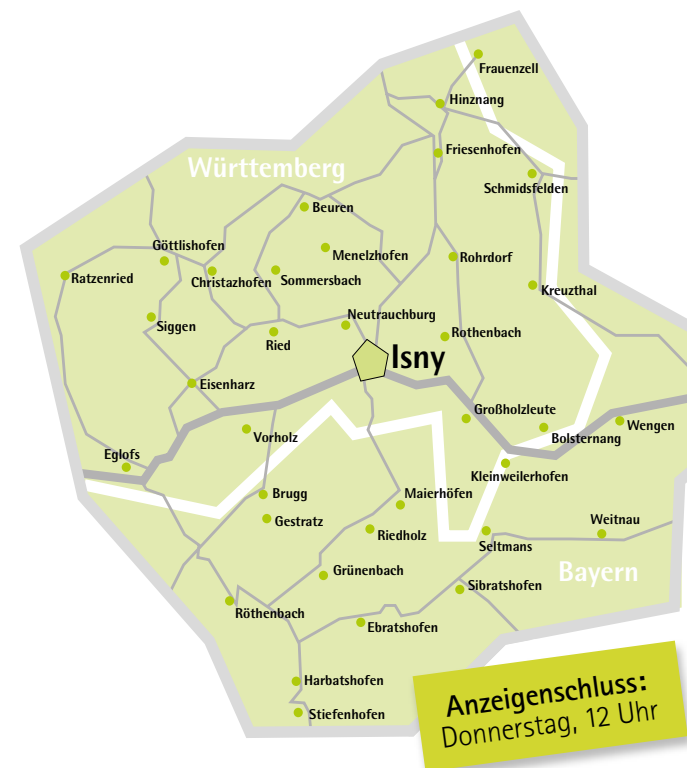 Frauenzell
Hinznang
Friesenhofen
Württemberg
Schmidsfelden
Beuren
Göttlishofen
Menelzhofen
Rohrdorf
Ratzenried
Christazhofen
Sommersbach
Kreuzthal
Siggen
Neutrauchburg
Ried
Rothenbach
Isny
Eisenharz
Großholzleute
Wengen
Vorholz
Bolsternang
Eglofs
Kleinweilerhofen
Brugg
Maierhöfen
Gestratz
Weitnau
Riedholz
Seltmans
Grünenbach
Bayern
Sibratshofen
Röthenbach
Ebratshofen
Harbatshofen
Stiefenhofen
Anzeigenschluss:
Donnerstag, 12 Uhr